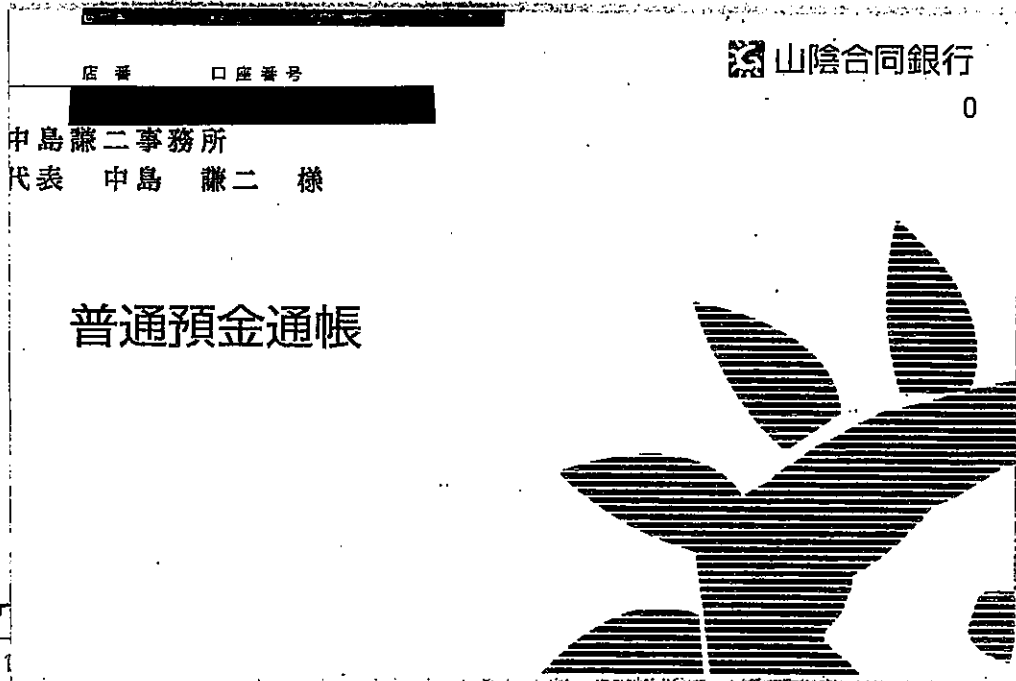 山陰合同銀行
店番 口座番号
0
中島謙二事務所
代表 中島 謙二 様
普通預金通帳